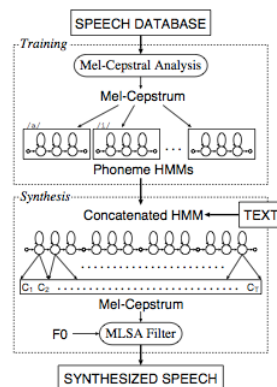 SPEECH DATABASE
Training
Mel-Cepstral Analysis
Mel-Cepstrum
/a/ /i/ ...
Phoneme HMMs
Synthesis
Concatenated HMM
TEXT
C1 C2 CT
Mel-Cepstrum
F0
MLSA Filter
SYNTHESIZED SPEECH